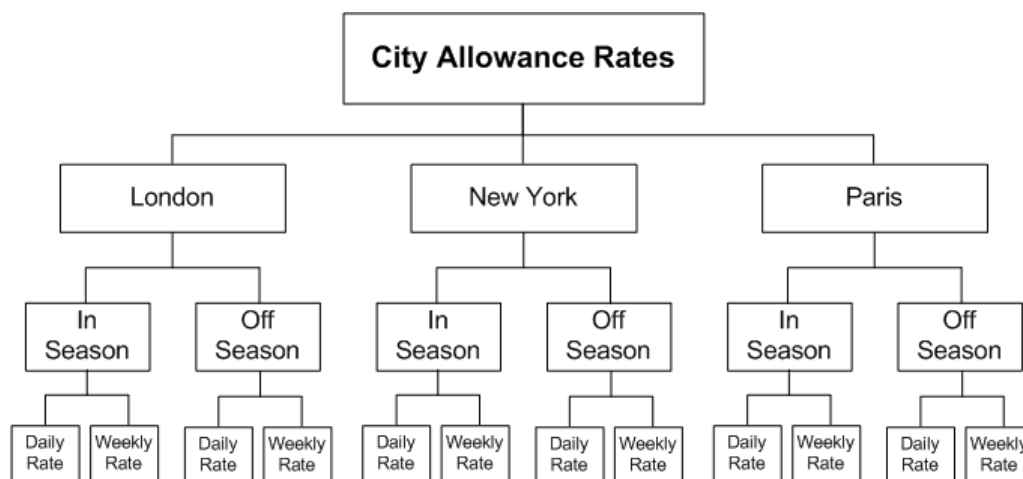 City Allowance Rates
London
New York
Paris
In
Season
Off
Season
In
Season
Off
Season
In
Season
Off
Season
Daily
Rate
Weekly
Rate
Daily
Rate
Weekly
Rate
Daily
Rate
Weekly
Rate
Daily
Rate
Weekly
Rate
Daily
Rate
Weekly
Rate
Daily
Rate
Weekly
Rate